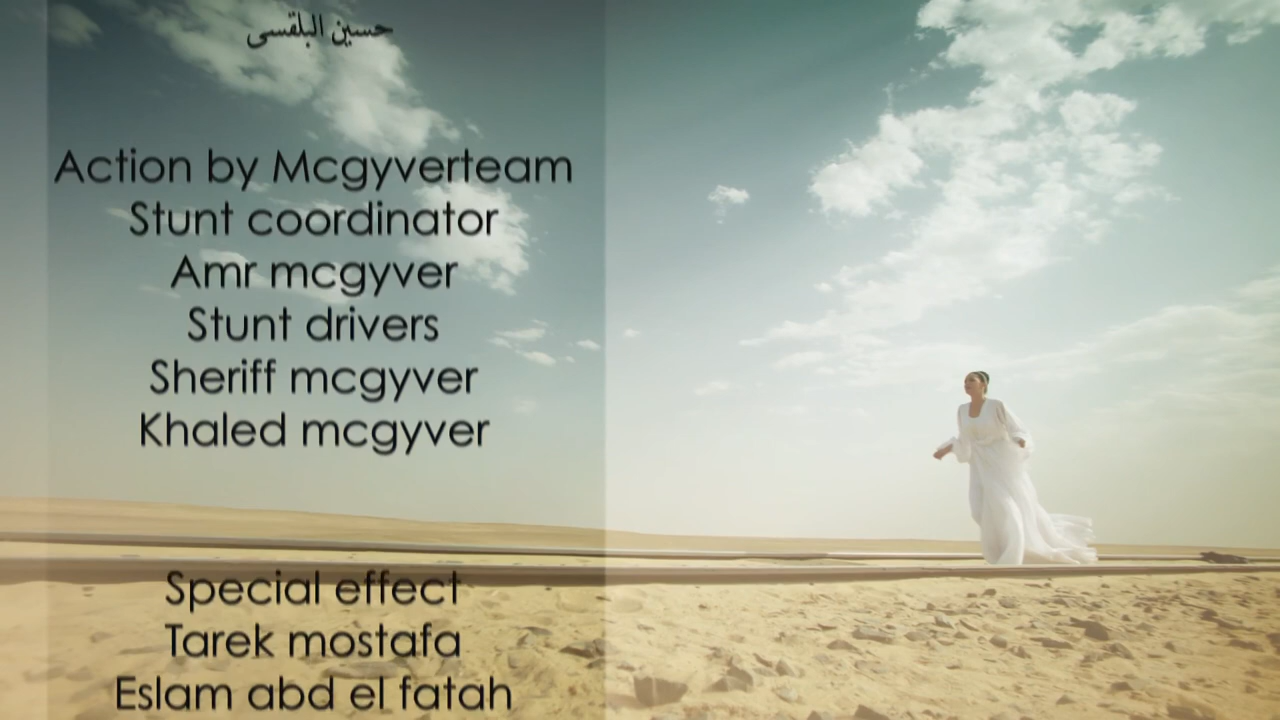 حسين البلقسى
Action by Mcgyverteam
Stunt coordinator
Amr mcgyver
Stunt drivers
Sheriff mcgyver
Khaled mcgyver
Special effect
Tarek mostafa
Eslam abd el fatah